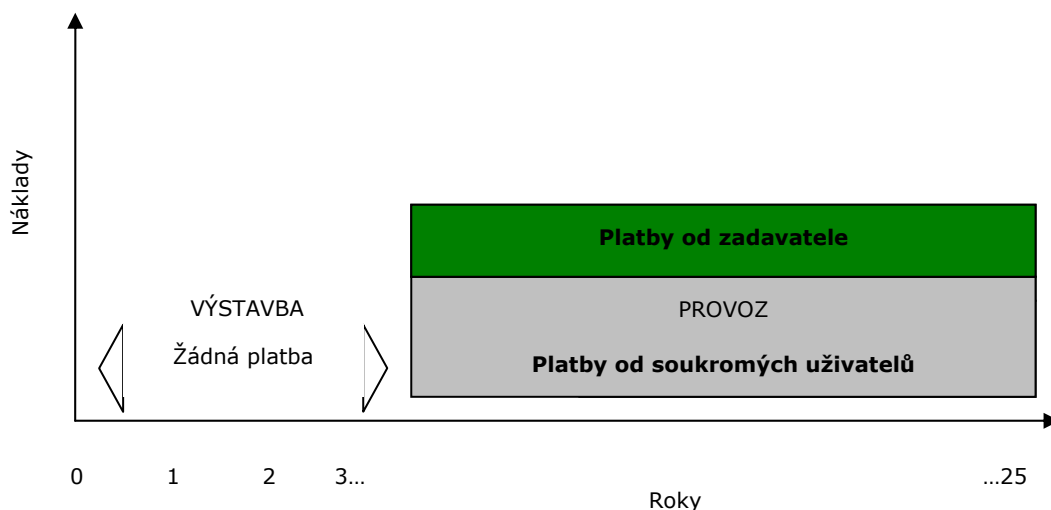 Náklady
Platby od zadavatele
VÝSTAVBA
Žádná platba
PROVOZ
Platby od soukromých uživatelů
0 1 2 3… …25
Roky